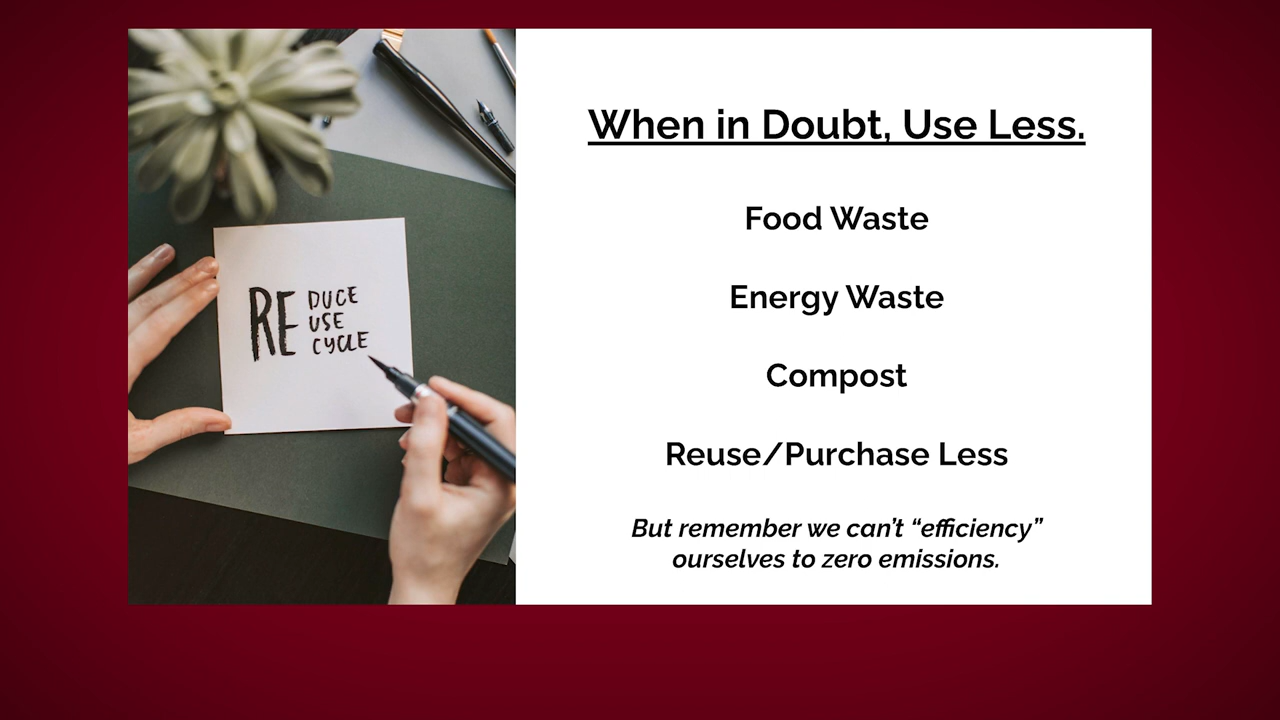 When in Doubt, Use Less.
Food Waste
Energy Waste
Compost
Reuse/Purchase Less
But remember we can’t “efficiency”
ourselves to zero emissions.
RE
DUCE
USE
CYCLE